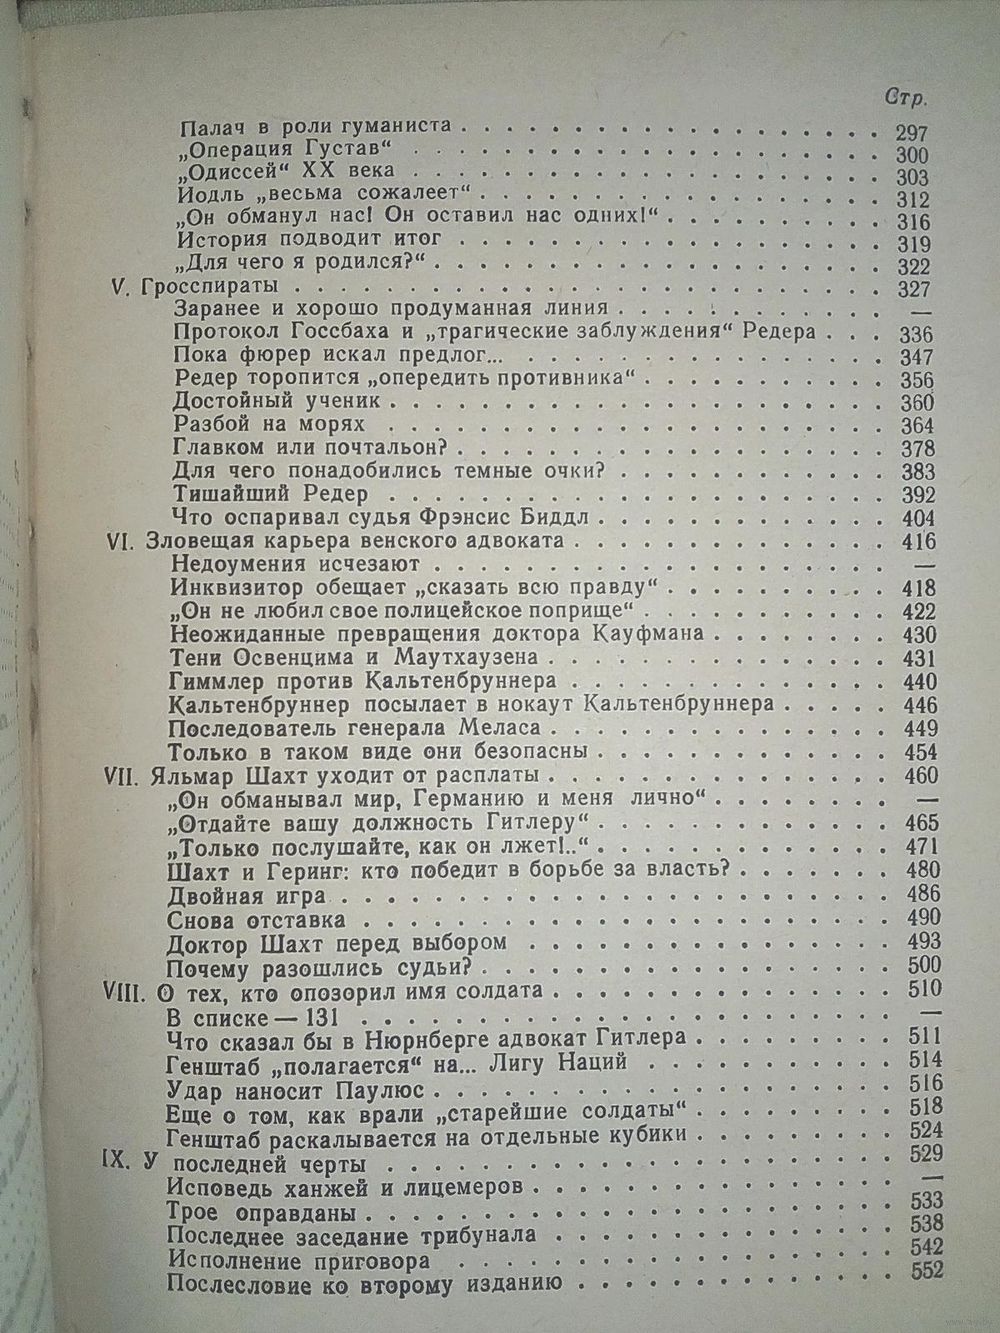 Стр.
Палач в роли гуманиста . . . . . . . . . . . . . . . . . . 297
„Операция Густав“ . . . . . . . . . . . . . . . . . . . . 300
„Одиссей“ XX века . . . . . . . . . . . . . . . . . . . . 303
Иодль „весьма сожалеет“ . . . . . . . . . . . . . . . . . 312
„Он обманул нас! Он оставил нас одних!“ . . . . . . . . . 316
История подводит итог . . . . . . . . . . . . . . . . . . 319
„Для чего я родился?“ . . . . . . . . . . . . . . . . . . 322
V. Гросспираты . . . . . . . . . . . . . . . . . . . . . . 327
Заранее и хорошо продуманная линия . . . . . . . . . . . —
Протокол Госсбаха и „трагические заблуждения“ Редера . . . 336
Пока фюрер искал предлог... . . . . . . . . . . . . . . . 347
Редер торопится „опередить противника“ . . . . . . . . . . 356
Достойный ученик . . . . . . . . . . . . . . . . . . . . . 360
Разбой на морях . . . . . . . . . . . . . . . . . . . . . 364
Главком или почтальон? . . . . . . . . . . . . . . . . . . 378
Для чего понадобились темные очки? . . . . . . . . . . . . 383
Тишайший Редер . . . . . . . . . . . . . . . . . . . . . . 392
Что оспаривал судья Фрэнсис Биддл . . . . . . . . . . . . 404
VI. Зловещая карьера венского адвоката . . . . . . . . . . 416
Недоумения исчезают . . . . . . . . . . . . . . . . . . . —
Инквизитор обещает „сказать всю правду“ . . . . . . . . . 418
„Он не любил свое полицейское поприще“ . . . . . . . . . . 422
Неожиданные превращения доктора Кауфмана . . . . . . . . . 430
Тени Освенцима и Маутхаузена . . . . . . . . . . . . . . . 431
Гиммлер против Кальтенбруннера . . . . . . . . . . . . . . 440
Кальтенбруннер посылает в нокаут Кальтенбруннера . . . . . 446
Последователь генерала Меласа . . . . . . . . . . . . . . 449
Только в таком виде они безопасны . . . . . . . . . . . . 454
VII. Яльмар Шахт уходит от расплаты . . . . . . . . . . . . 460
„Он обманывал мир, Германию и меня лично“ . . . . . . . . —
„Отдайте вашу должность Гитлеру“ . . . . . . . . . . . . . 465
„Только послушайте, как он лжет!..“ . . . . . . . . . . . 471
Шахт и Геринг: кто победит в борьбе за власть? . . . . . . 480
Двойная игра . . . . . . . . . . . . . . . . . . . . . . . 486
Снова отставка . . . . . . . . . . . . . . . . . . . . . . 490
Доктор Шахт перед выбором . . . . . . . . . . . . . . . . 493
Почему разошлись судьи? . . . . . . . . . . . . . . . . . 500
VIII. О тех, кто опозорил имя солдата . . . . . . . . . . . 510
В списке — 131 . . . . . . . . . . . . . . . . . . . . . . —
Что сказал бы в Нюрнберге адвокат Гитлера . . . . . . . . 511
Генштаб „полагается“ на... Лигу Наций . . . . . . . . . . 514
Удар наносит Паулюс . . . . . . . . . . . . . . . . . . . 516
Еще о том, как врали „старейшие солдаты“ . . . . . . . . . 518
Генштаб раскалывается на отдельные кубики . . . . . . . . 524
IX. У последней черты . . . . . . . . . . . . . . . . . . . 529
Исповедь ханжей и лицемеров . . . . . . . . . . . . . . . —
Трое оправданы . . . . . . . . . . . . . . . . . . . . . . 533
Последнее заседание трибунала . . . . . . . . . . . . . . 538
Исполнение приговора . . . . . . . . . . . . . . . . . . . 542
Послесловие ко второму изданию . . . . . . . . . . . . . . 552